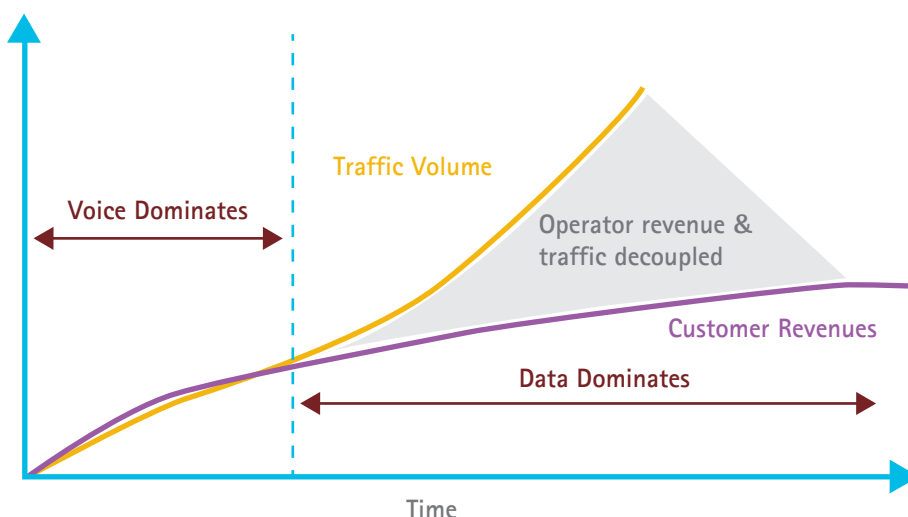 Traffic Volume
Voice Dominates
Operator revenue &
traffic decoupled
Customer Revenues
Data Dominates
Time